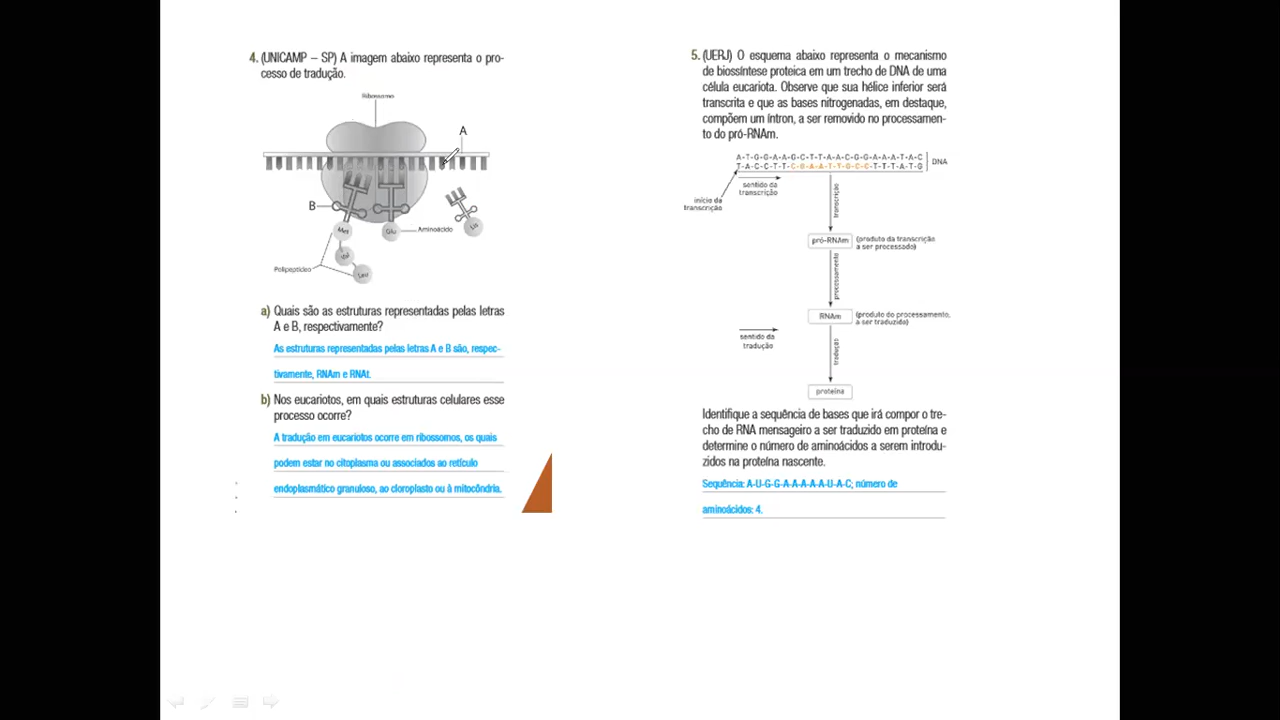 4. (UNICAMP – SP) A imagem abaixo representa o pro-
cesso de tradução.
Ribossomo
A
B
Met
Glu
Aminoácido
Lis
Polipeptídeo
Leu
a) Quais são as estruturas representadas pelas letras
A e B, respectivamente?
As estruturas representadas pelas letras A e B são, respec-
tivamente, RNAm e RNAt.
b) Nos eucariotos, em quais estruturas celulares esse
processo ocorre?
A tradução em eucariotos ocorre em ribossomos, os quais
podem estar no citoplasma ou associados ao retículo
endoplasmático granuloso, ao cloroplasto ou à mitocôndria.
5. (UERJ) O esquema abaixo representa o mecanismo
de biossíntese proteica em um trecho de DNA de uma
célula eucariota. Observe que sua hélice inferior será
transcrita e que as bases nitrogenadas, em destaque,
compõem um íntron, a ser removido no processamen-
to do pró-RNAm.
A-T-G-G-A-A-G-C-T-T-A-A-C-G-G-A-A-A-T-A-C
T-A-C-C-T-T-C-G-A-A-T-T-G-C-C-T-T-T-A-T-G
DNA
sentido da
transcrição
início da
transcrição
transcrição
pró-RNAm
(produto da transcrição
a ser processado)
processamento
RNAm
(produto do processamento,
a ser traduzido)
sentido da
tradução
tradução
proteína
Identifique a sequência de bases que irá compor o tre-
cho de RNA mensageiro a ser traduzido em proteína e
determine o número de aminoácidos a serem introdu-
zidos na proteína nascente.
Sequência: A-U-G-G-A-A-A-A-A-U-A-C; número de
aminoácidos: 4.